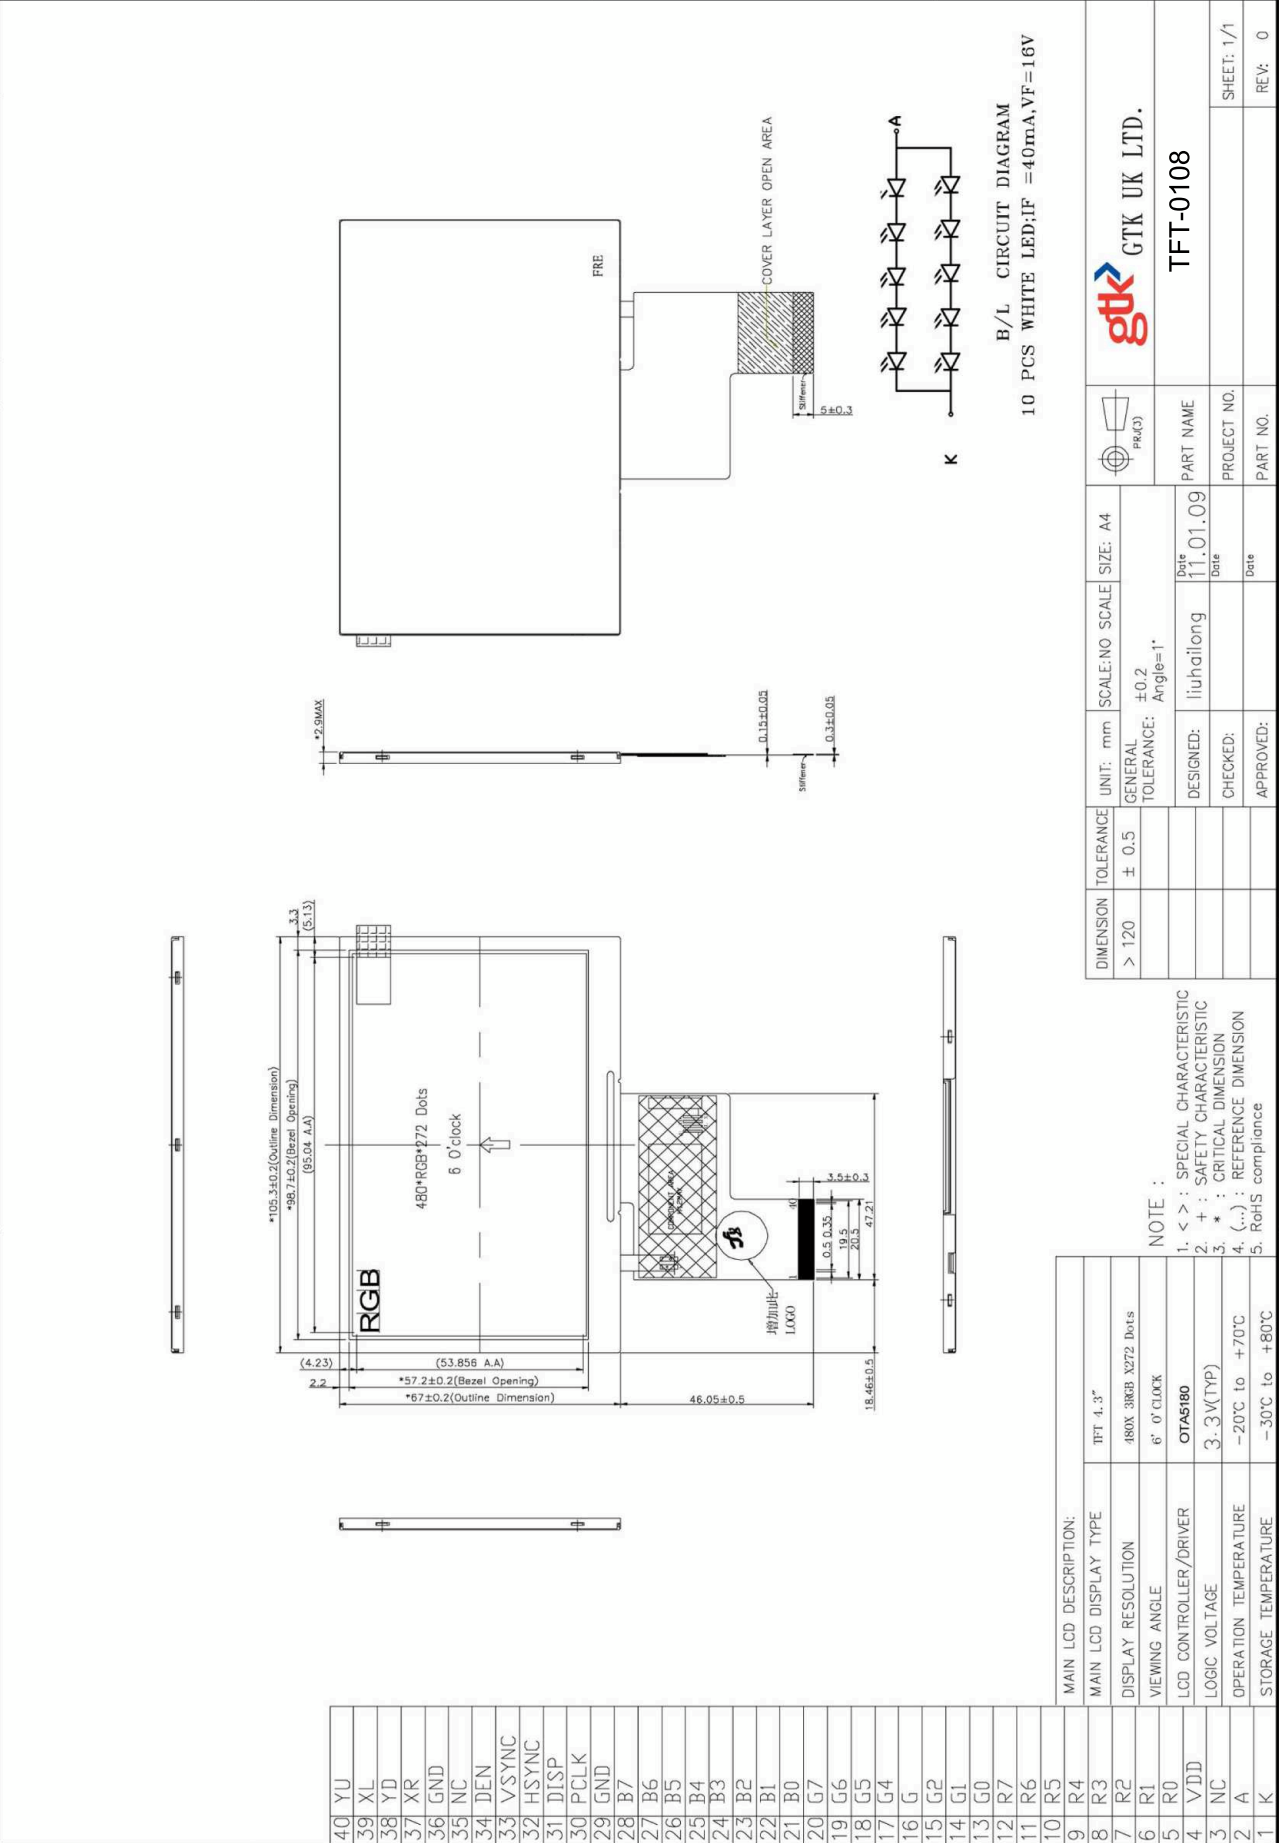 *105.3±0.2(Outline Dimension)
*98.7±0.2(Bezel Opening)
(95.04 A.A)
3.3
(5.13)
RGB
480*RGB*272 Dots
6 O'clock
(4.23)
2.2
(53.856 A.A)
*57.2±0.2(Bezel Opening)
*67±0.2(Outline Dimension)
46.05±0.5
18.46±0.5
COMPONENT AREA
增加此
LOGO
1
40
3.5±0.3
0.5
0.35
19.5
20.5
47.21
*2.9MAX
0.15±0.05
Stiffener
0.3±0.05
FRE
COVER LAYER OPEN AREA
Stiffener
5±0.3
A
K
B/L CIRCUIT DIAGRAM
10 PCS WHITE LED;IF =40mA,VF=16V
40 YU
39 XL
38 YD
37 XR
36 GND
35 NC
34 DEN
33 VSYNC
32 HSYNC
31 DISP
30 PCLK
29 GND
28 B7
27 B6
26 B5
25 B4
24 B3
23 B2
22 B1
21 B0
20 G7
19 G6
18 G5
17 G4
16 G
15 G2
14 G1
13 G0
12 R7
11 R6
10 R5
9 R4
8 R3
7 R2
6 R1
5 R0
4 VDD
3 NC
2 A
1 K
MAIN LCD DESCRIPTION:
MAIN LCD DISPLAY TYPE TFT 4.3"
DISPLAY RESOLUTION 480X 3RGB X272 Dots
VIEWING ANGLE 6' O'CLOCK
LCD CONTROLLER/DRIVER OTA5180
LOGIC VOLTAGE 3.3V(TYP)
OPERATION TEMPERATURE -20°C to +70°C
STORAGE TEMPERATURE -30°C to +80°C
NOTE :
1. < > : SPECIAL CHARACTERISTIC
2. + : SAFETY CHARACTERISTIC
3. * : CRITICAL DIMENSION
4. (...) : REFERENCE DIMENSION
5. RoHS compliance
DIMENSION TOLERANCE
> 120 ± 0.5
UNIT: mm SCALE:NO SCALE SIZE: A4
GENERAL
TOLERANCE: ±0.2
Angle=1°
DESIGNED: liuhailong Date 11.01.09
CHECKED: Date
APPROVED: Date
PRJ(3)
gtk GTK UK LTD.
PART NAME TFT-0108
PROJECT NO.
SHEET: 1/1
PART NO.
REV: 0